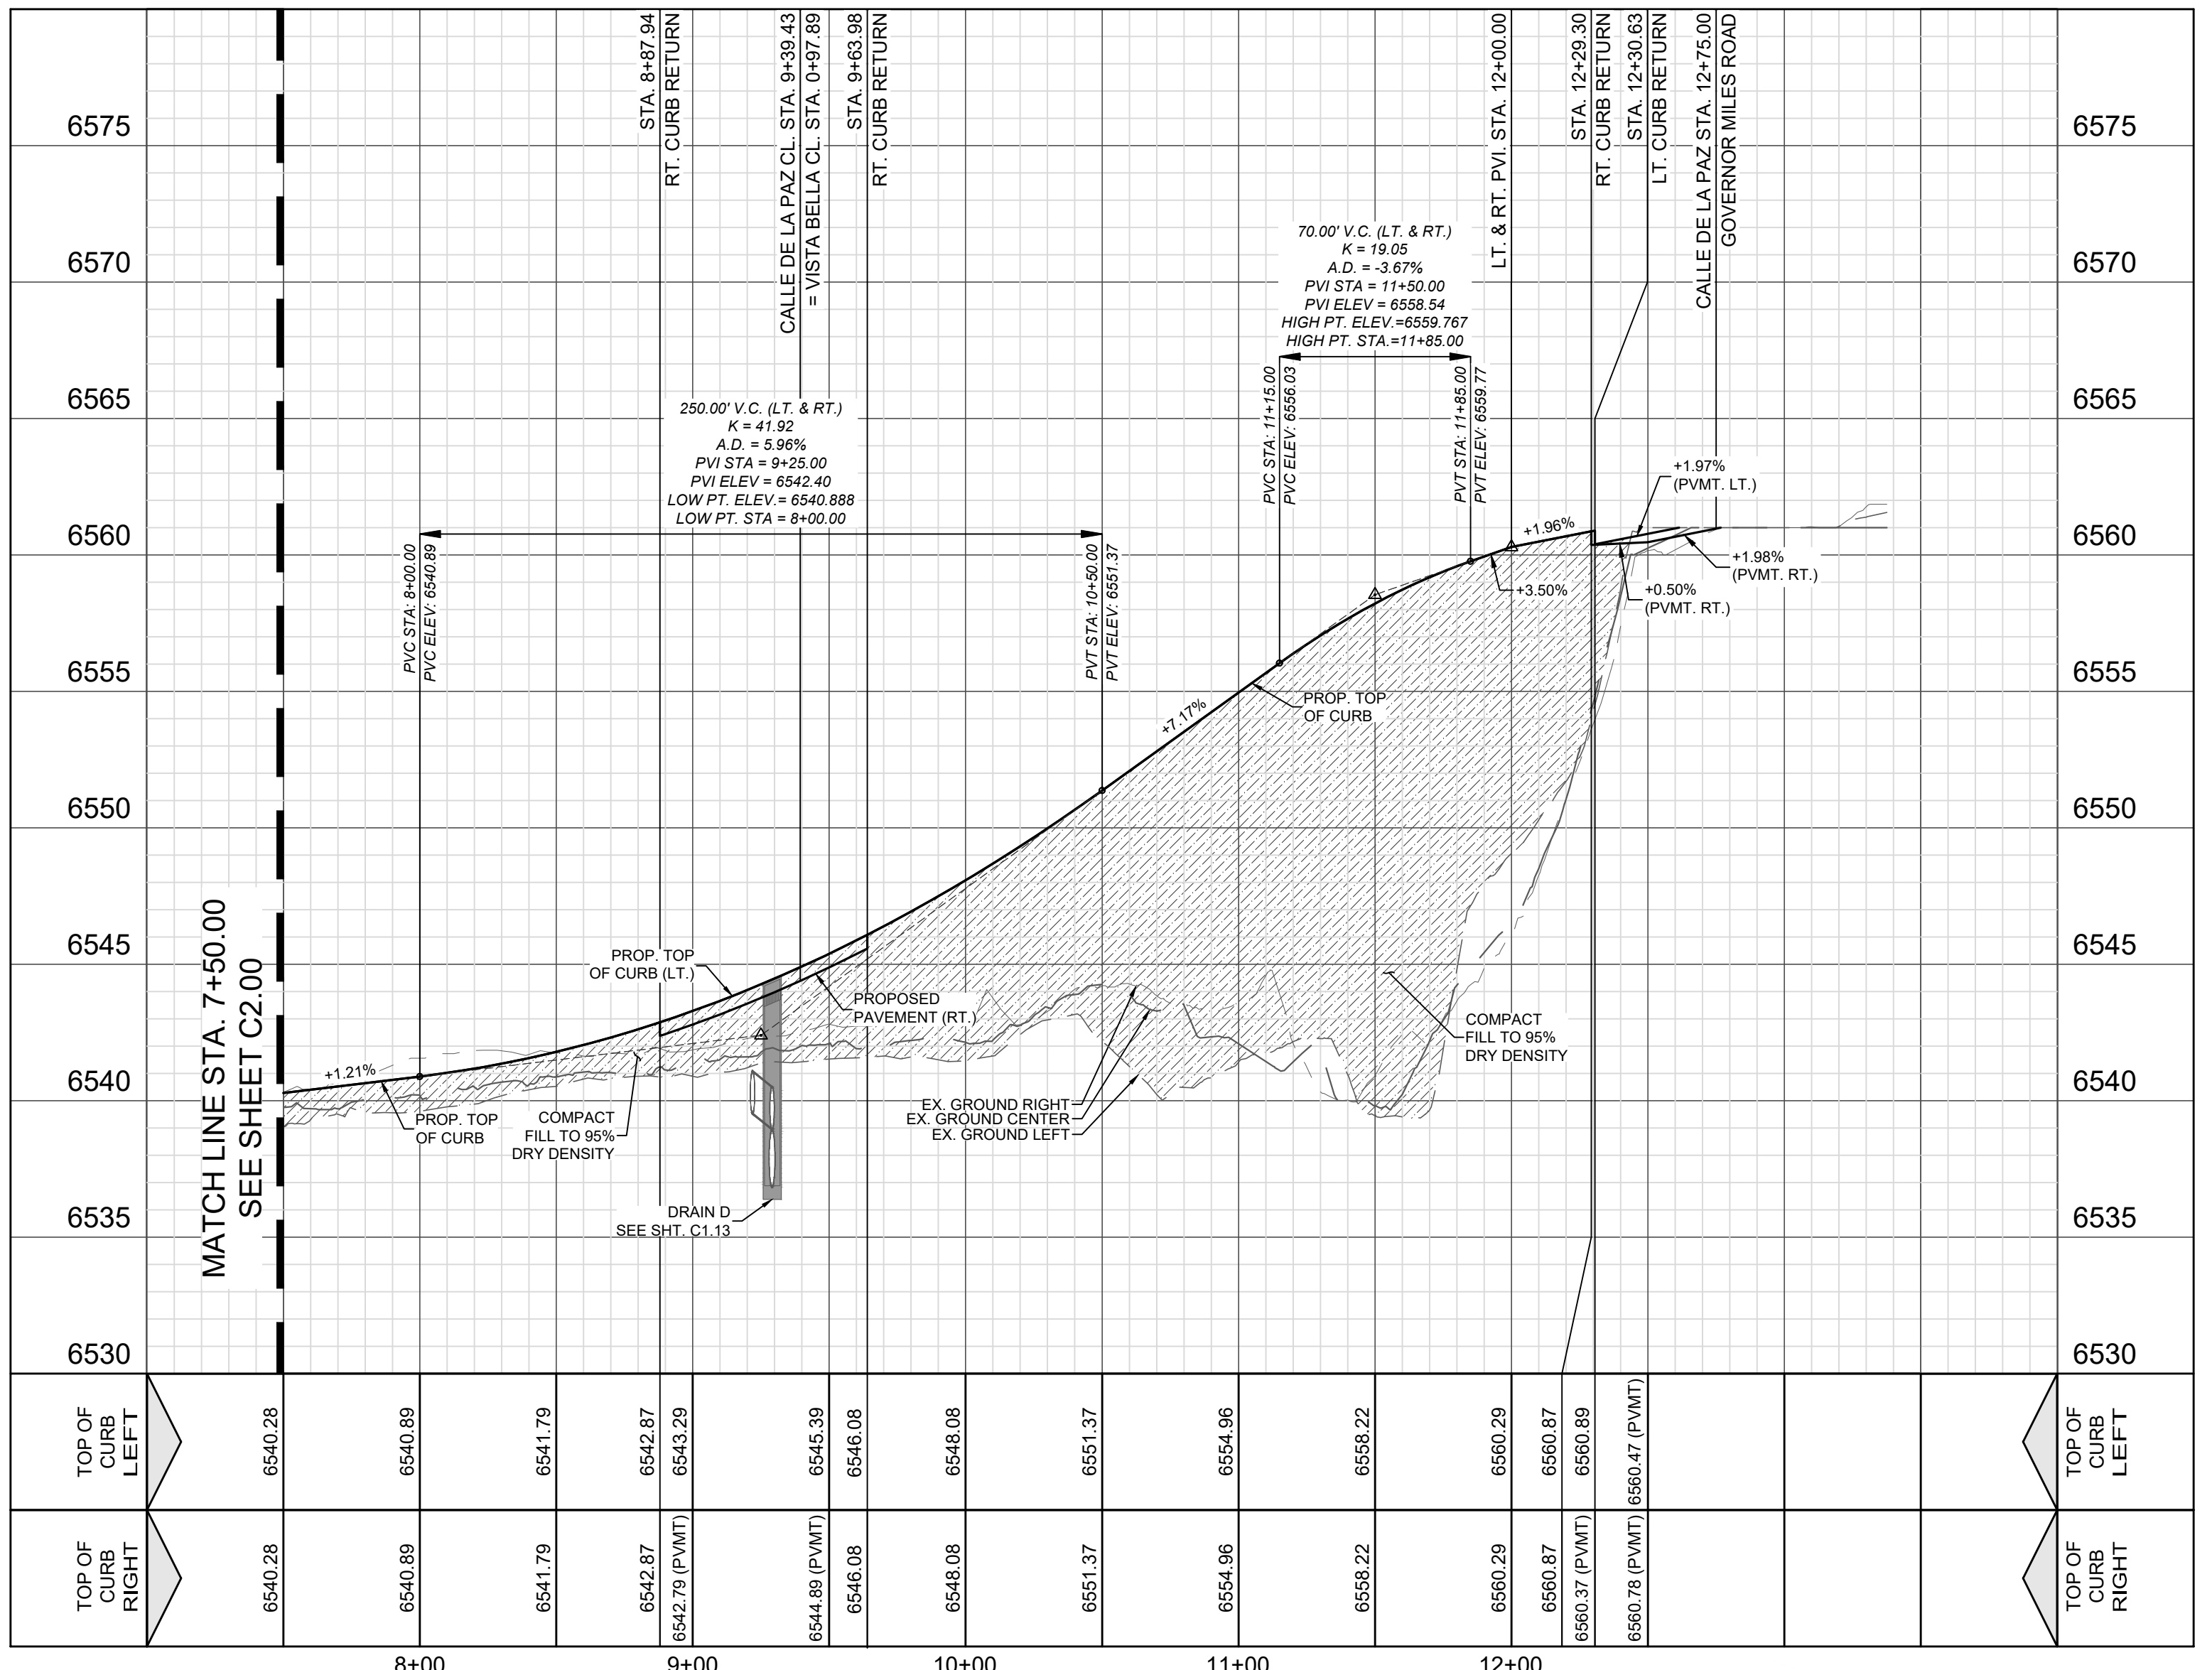 STA. 8+87.94
RT. CURB RETURN
CALLE DE LA PAZ CL. STA. 9+39.43
= VISTA BELLA CL. STA. 0+97.89
STA. 9+63.98
RT. CURB RETURN
LT. & RT. PVI. STA. 12+00.00
STA. 12+29.30
RT. CURB RETURN
STA. 12+30.63
LT. CURB RETURN
CALLE DE LA PAZ STA. 12+75.00
GOVERNOR MILES ROAD
6575
6570
6565
6560
6555
6550
6545
6540
6535
6530
6575
6570
6565
6560
6555
6550
6545
6540
6535
6530
70.00' V.C. (LT. & RT.)
K = 19.05
A.D. = -3.67%
PVI STA = 11+50.00
PVI ELEV = 6558.54
HIGH PT. ELEV.=6559.767
HIGH PT. STA.=11+85.00
PVC STA: 11+15.00
PVC ELEV: 6556.03
PVT STA: 11+85.00
PVT ELEV: 6559.77
250.00' V.C. (LT. & RT.)
K = 41.92
A.D. = 5.96%
PVI STA = 9+25.00
PVI ELEV = 6542.40
LOW PT. ELEV.= 6540.888
LOW PT. STA = 8+00.00
PVC STA: 8+00.00
PVC ELEV: 6540.89
PVT STA: 10+50.00
PVT ELEV: 6551.37
+1.97%
(PVMT. LT.)
+1.96%
+1.98%
(PVMT. RT.)
+3.50%
+0.50%
(PVMT. RT.)
PROP. TOP
OF CURB
+7.17%
MATCH LINE STA. 7+50.00
SEE SHEET C2.00
PROP. TOP
OF CURB (LT.)
PROPOSED
PAVEMENT (RT.)
COMPACT
FILL TO 95%
DRY DENSITY
+1.21%
PROP. TOP
OF CURB
COMPACT
FILL TO 95%
DRY DENSITY
EX. GROUND RIGHT
EX. GROUND CENTER
EX. GROUND LEFT
DRAIN D
SEE SHT. C1.13
TOP OF
CURB
LEFT
6540.28
6540.89
6541.79
6542.87
6543.29
6545.39
6546.08
6548.08
6551.37
6554.96
6558.22
6560.29
6560.87
6560.89
6560.47 (PVMT)
TOP OF
CURB
LEFT
TOP OF
CURB
RIGHT
6540.28
6540.89
6541.79
6542.87
6542.79 (PVMT)
6544.89 (PVMT)
6546.08
6548.08
6551.37
6554.96
6558.22
6560.29
6560.87
6560.37 (PVMT)
6560.78 (PVMT)
TOP OF
CURB
RIGHT
8+00
9+00
10+00
11+00
12+00